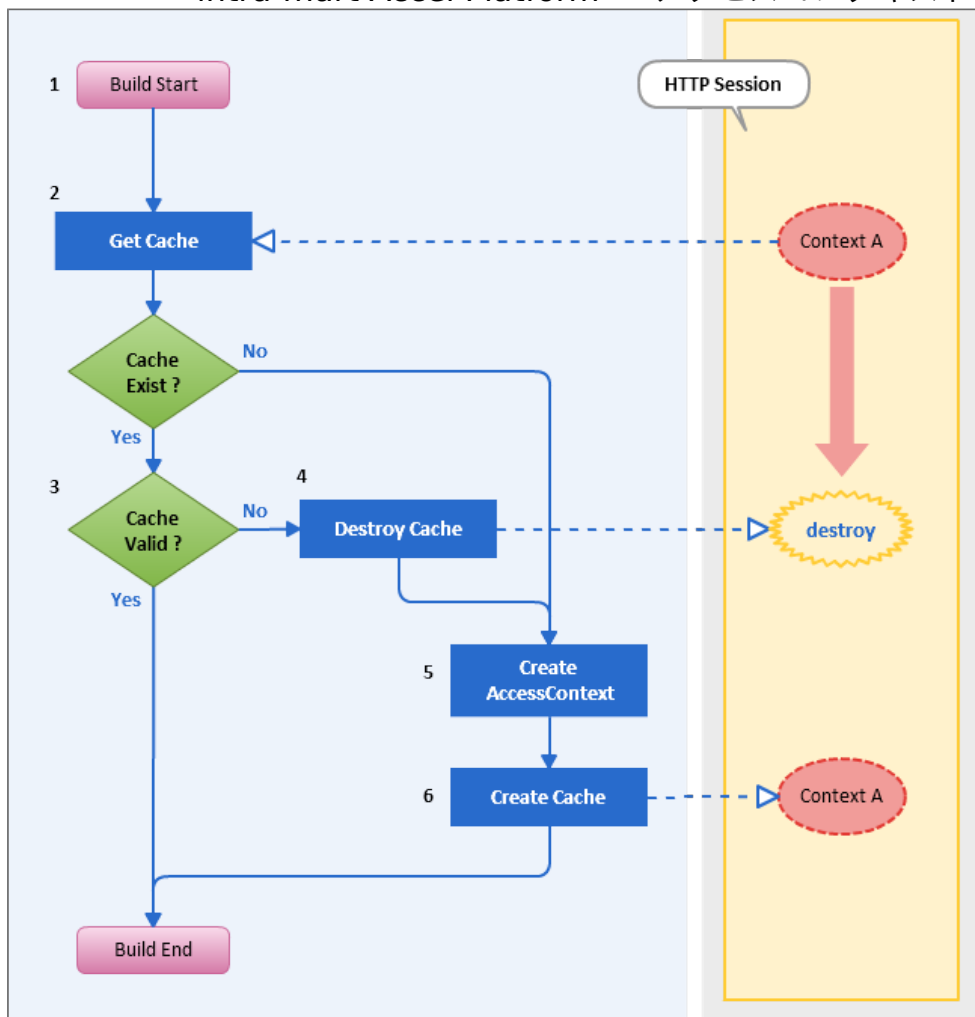 1
Build Start
HTTP Session
2
Get Cache
Context A
Cache
Exist ?
No
Yes
3
4
Cache
Valid ?
No
Destroy Cache
destroy
Yes
5
Create
AccessContext
6
Create Cache
Context A
Build End